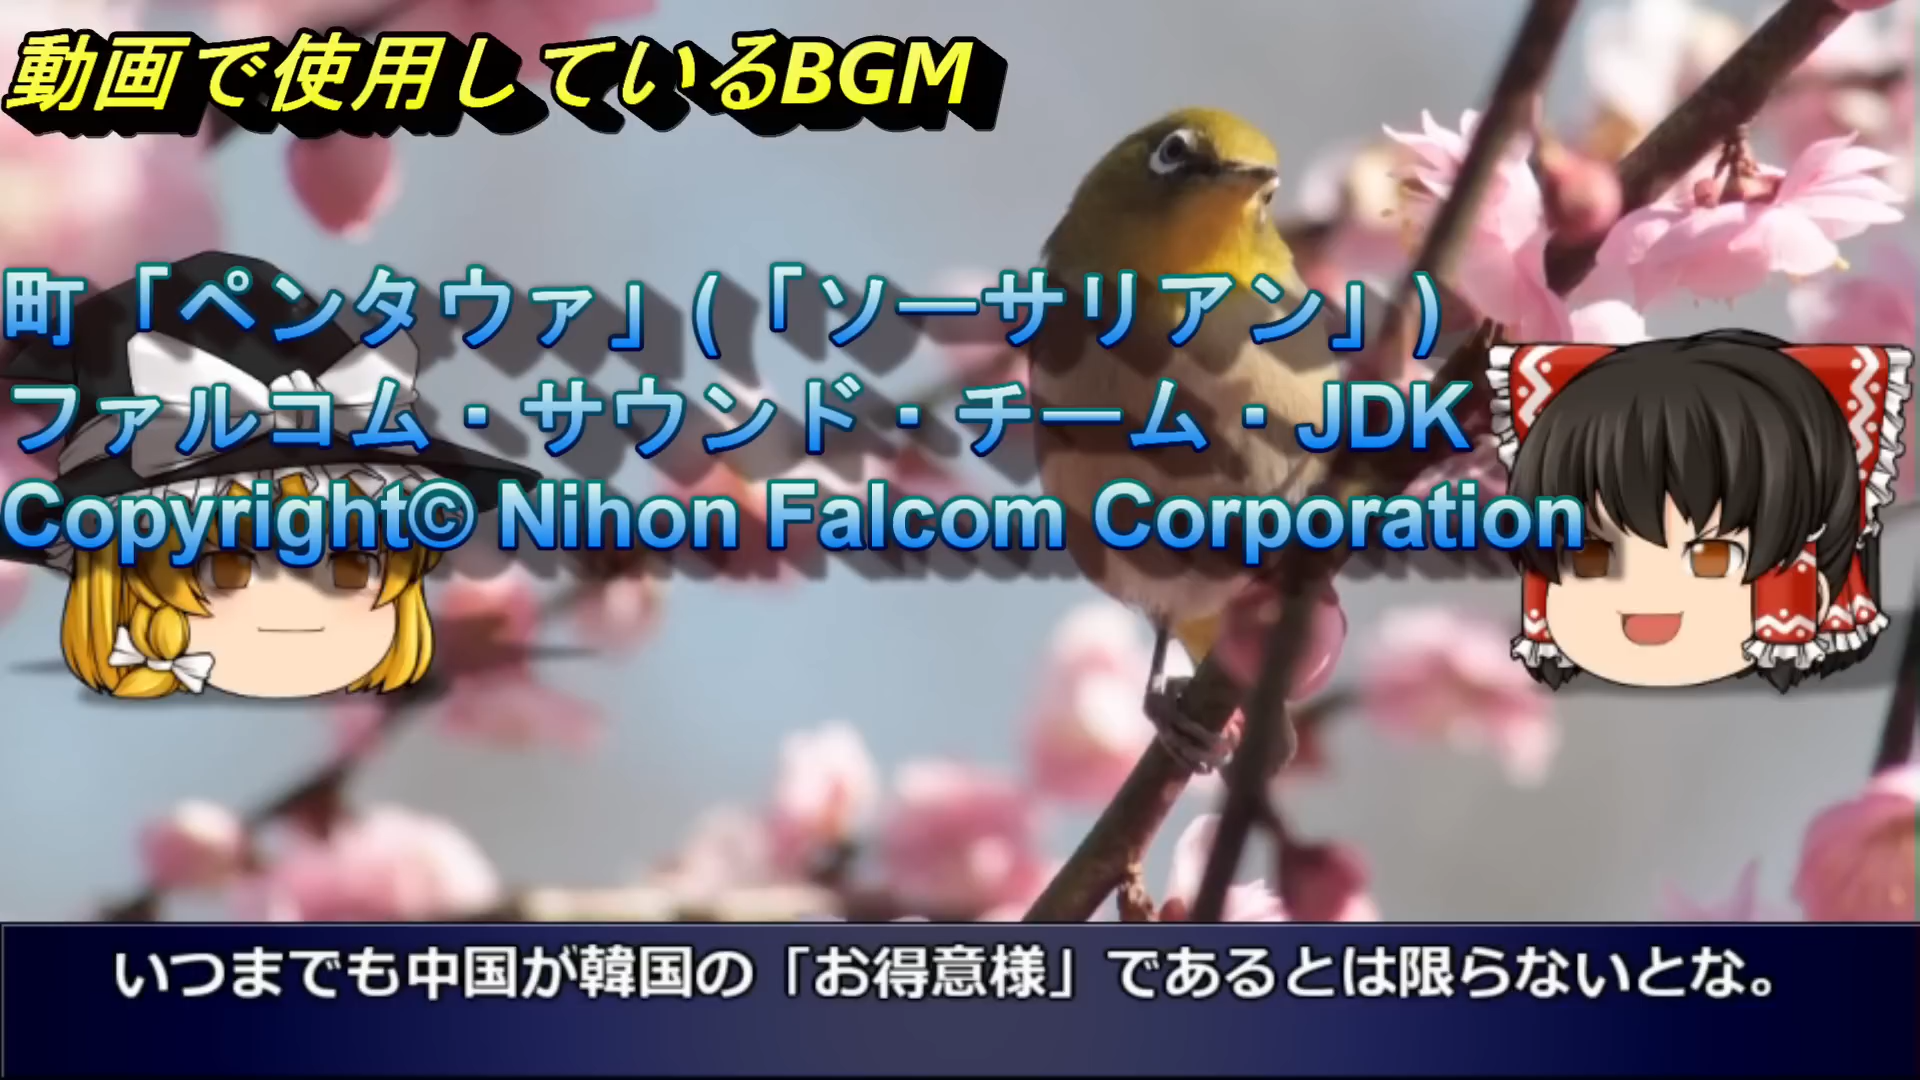 動画で使用しているBGM
町「ペンタウァ」(「ソーサリアン」)
ファルコム・サウンド・チーム・JDK
Copyright© Nihon Falcom Corporation
いつまでも中国が韓国の「お得意様」であるとは限らないとな。